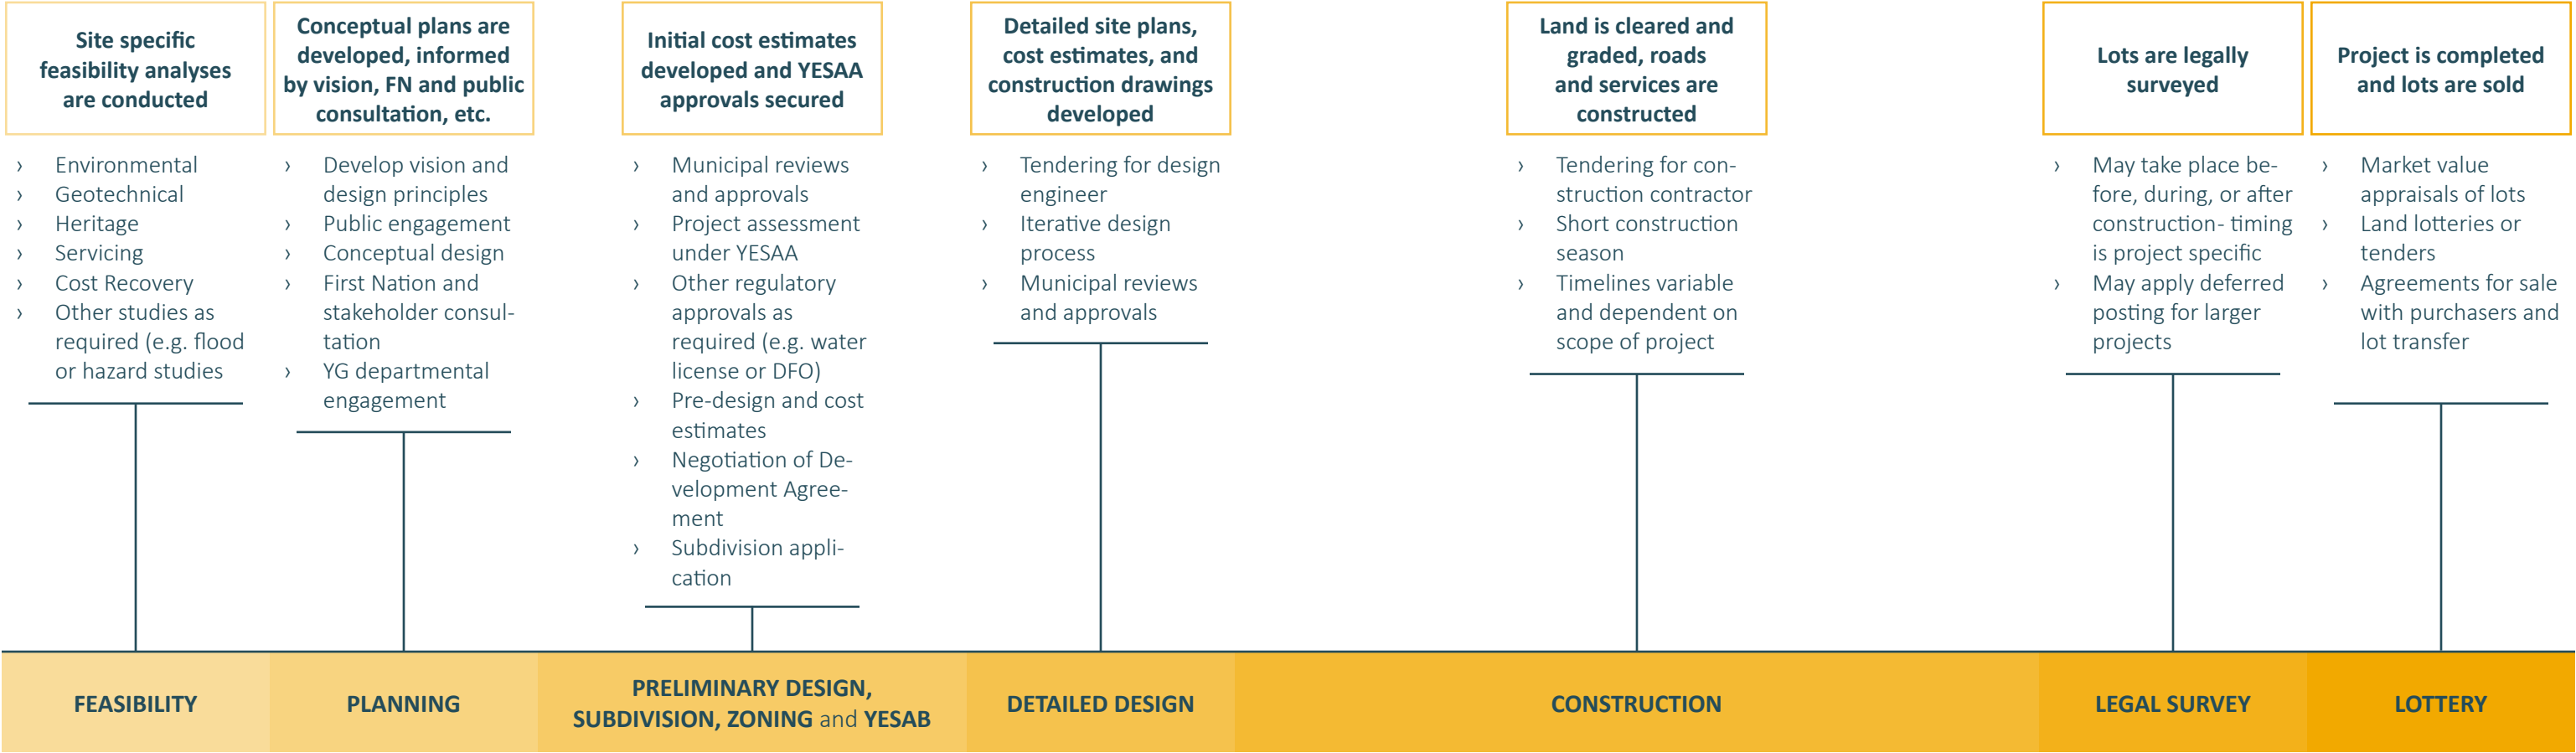 Site specific
feasibility analyses
are conducted
› Environmental
› Geotechnical
› Heritage
› Servicing
› Cost Recovery
› Other studies as
required (e.g. flood
or hazard studies
FEASIBILITY
Conceptual plans are
developed, informed
by vision, FN and public
consultation, etc.
› Develop vision and
design principles
› Public engagement
› Conceptual design
› First Nation and
stakeholder consul-
tation
› YG departmental
engagement
PLANNING
Initial cost estimates
developed and YESAA
approvals secured
› Municipal reviews
and approvals
› Project assessment
under YESAA
› Other regulatory
approvals as
required (e.g. water
license or DFO)
› Pre-design and cost
estimates
› Negotiation of De-
velopment Agree-
ment
› Subdivision appli-
cation
PRELIMINARY DESIGN,
SUBDIVISION, ZONING and YESAB
Detailed site plans,
cost estimates, and
construction drawings
developed
› Tendering for design
engineer
› Iterative design
process
› Municipal reviews
and approvals
DETAILED DESIGN
Land is cleared and
graded, roads
and services are
constructed
› Tendering for con-
struction contractor
› Short construction
season
› Timelines variable
and dependent on
scope of project
CONSTRUCTION
Lots are legally
surveyed
› May take place be-
fore, during, or after
construction- timing
is project specific
› May apply deferred
posting for larger
projects
LEGAL SURVEY
Project is completed
and lots are sold
› Market value
appraisals of lots
› Land lotteries or
tenders
› Agreements for sale
with purchasers and
lot transfer
LOTTERY